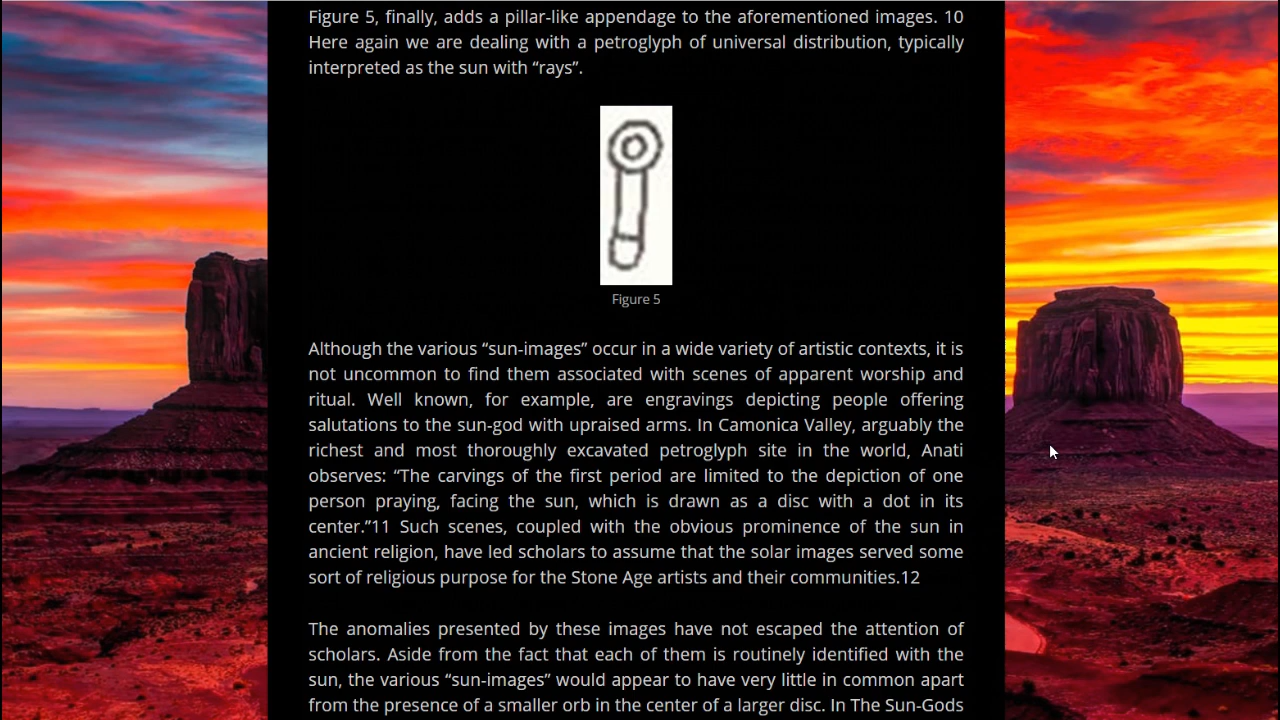 Figure 5, finally, adds a pillar-like appendage to the aforementioned images. 10
Here again we are dealing with a petroglyph of universal distribution, typically
interpreted as the sun with “rays”.
Figure 5
Although the various “sun-images” occur in a wide variety of artistic contexts, it is
not uncommon to find them associated with scenes of apparent worship and
ritual. Well known, for example, are engravings depicting people offering
salutations to the sun-god with upraised arms. In Camonica Valley, arguably the
richest and most thoroughly excavated petroglyph site in the world, Anati
observes: “The carvings of the first period are limited to the depiction of one
person praying, facing the sun, which is drawn as a disc with a dot in its
center.”11 Such scenes, coupled with the obvious prominence of the sun in
ancient religion, have led scholars to assume that the solar images served some
sort of religious purpose for the Stone Age artists and their communities.12
The anomalies presented by these images have not escaped the attention of
scholars. Aside from the fact that each of them is routinely identified with the
sun, the various “sun-images” would appear to have very little in common apart
from the presence of a smaller orb in the center of a larger disc. In The Sun-Gods